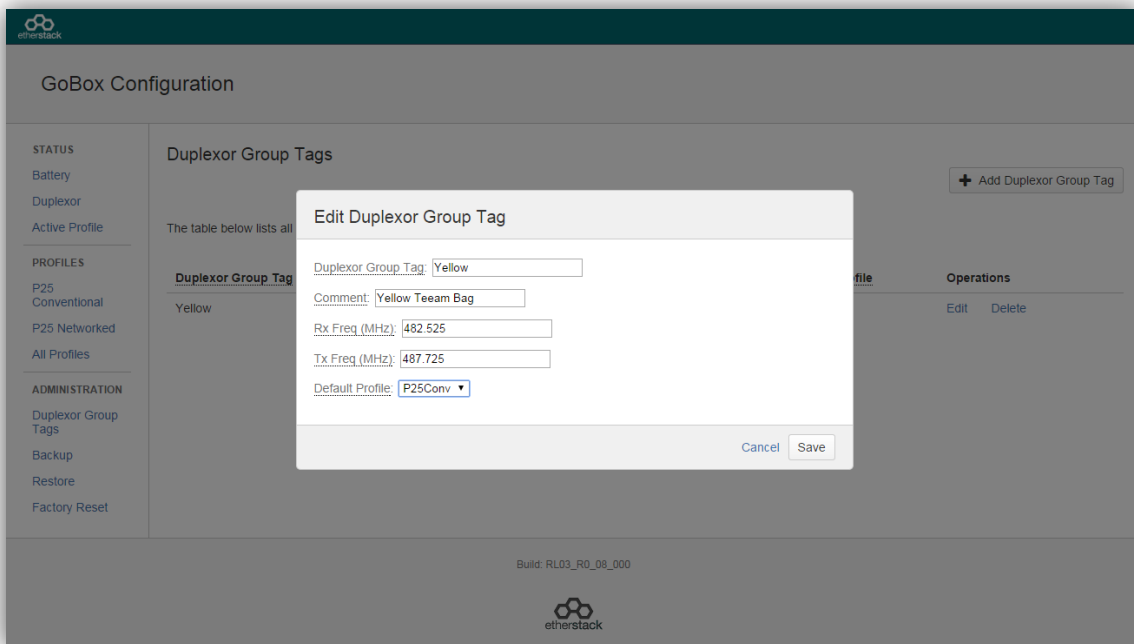 etherstack
GoBox Configuration
STATUS
Battery
Duplexor
Active Profile
PROFILES
P25
Conventional
P25 Networked
All Profiles
ADMINISTRATION
Duplexor Group
Tags
Backup
Restore
Factory Reset
Duplexor Group Tags
+ Add Duplexor Group Tag
The table below lists all
Duplexor Group Tag
file
Operations
Yellow
Edit Delete
Edit Duplexor Group Tag
Duplexor Group Tag: Yellow
Comment: Yellow Teeam Bag
Rx Freq (MHz): 482.525
Tx Freq (MHz): 487.725
Default Profile: P25Conv
Cancel Save
Build: RL03_R0_08_000
etherstack